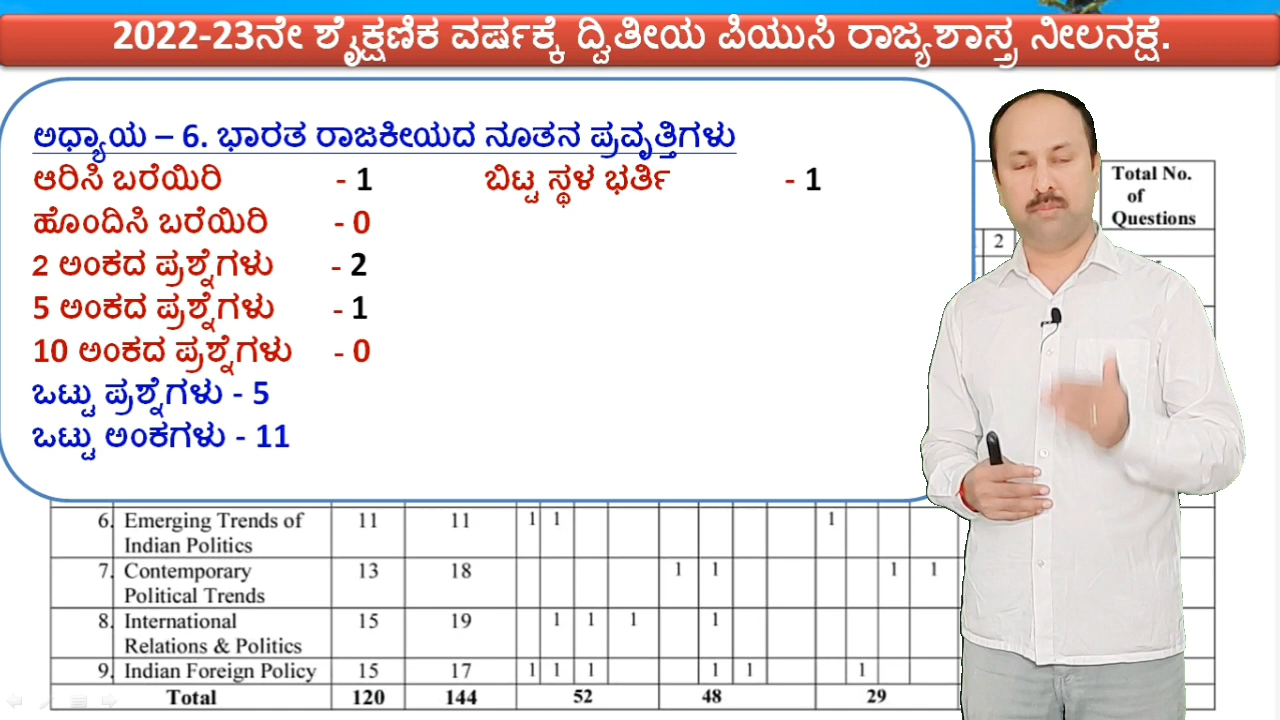 2022-23ನೇ ಶೈಕ್ಷಣಿಕ ವರ್ಷಕ್ಕೆ ದ್ವಿತೀಯ ಪಿಯುಸಿ ರಾಜ್ಯಶಾಸ್ತ್ರ ನೀಲನಕ್ಷೆ.
ಅಧ್ಯಾಯ – 6. ಭಾರತ ರಾಜಕೀಯದ ನೂತನ ಪ್ರವೃತ್ತಿಗಳು
ಆರಿಸಿ ಬರೆಯಿರಿ - 1 ಬಿಟ್ಟ ಸ್ಥಳ ಭರ್ತಿ - 1
ಹೊಂದಿಸಿ ಬರೆಯಿರಿ - 0
2 ಅಂಕದ ಪ್ರಶ್ನೆಗಳು - 2
5 ಅಂಕದ ಪ್ರಶ್ನೆಗಳು - 1
10 ಅಂಕದ ಪ್ರಶ್ನೆಗಳು - 0
ಒಟ್ಟು ಪ್ರಶ್ನೆಗಳು - 5
ಒಟ್ಟು ಅಂಕಗಳು - 11
Total No.
of
Questions
2
6. Emerging Trends of 11 11 1 1 1
Indian Politics
7. Contemporary 13 18 1 1 1 1
Political Trends
8. International 15 19 1 1 1 1
Relations & Politics
9. Indian Foreign Policy 15 17 1 1 1 1 1 1
Total 120 144 52 48 29